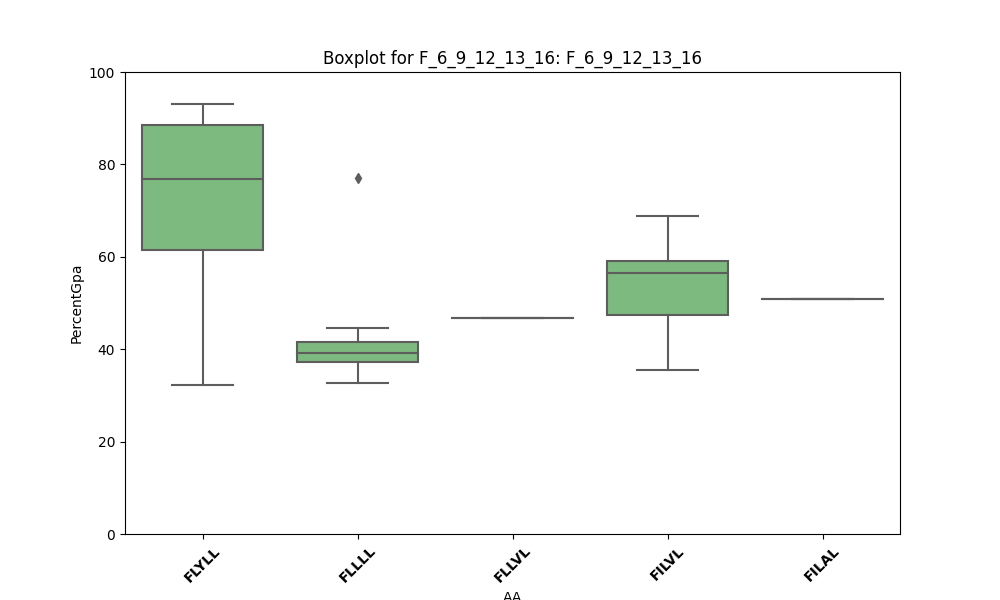 Boxplot for F_6_9_12_13_16: F_6_9_12_13_16
100
80
60
40
20
0
PercentGpa
FLYLL
FLLLL
FLLVL
FILVL
FILAL
AA